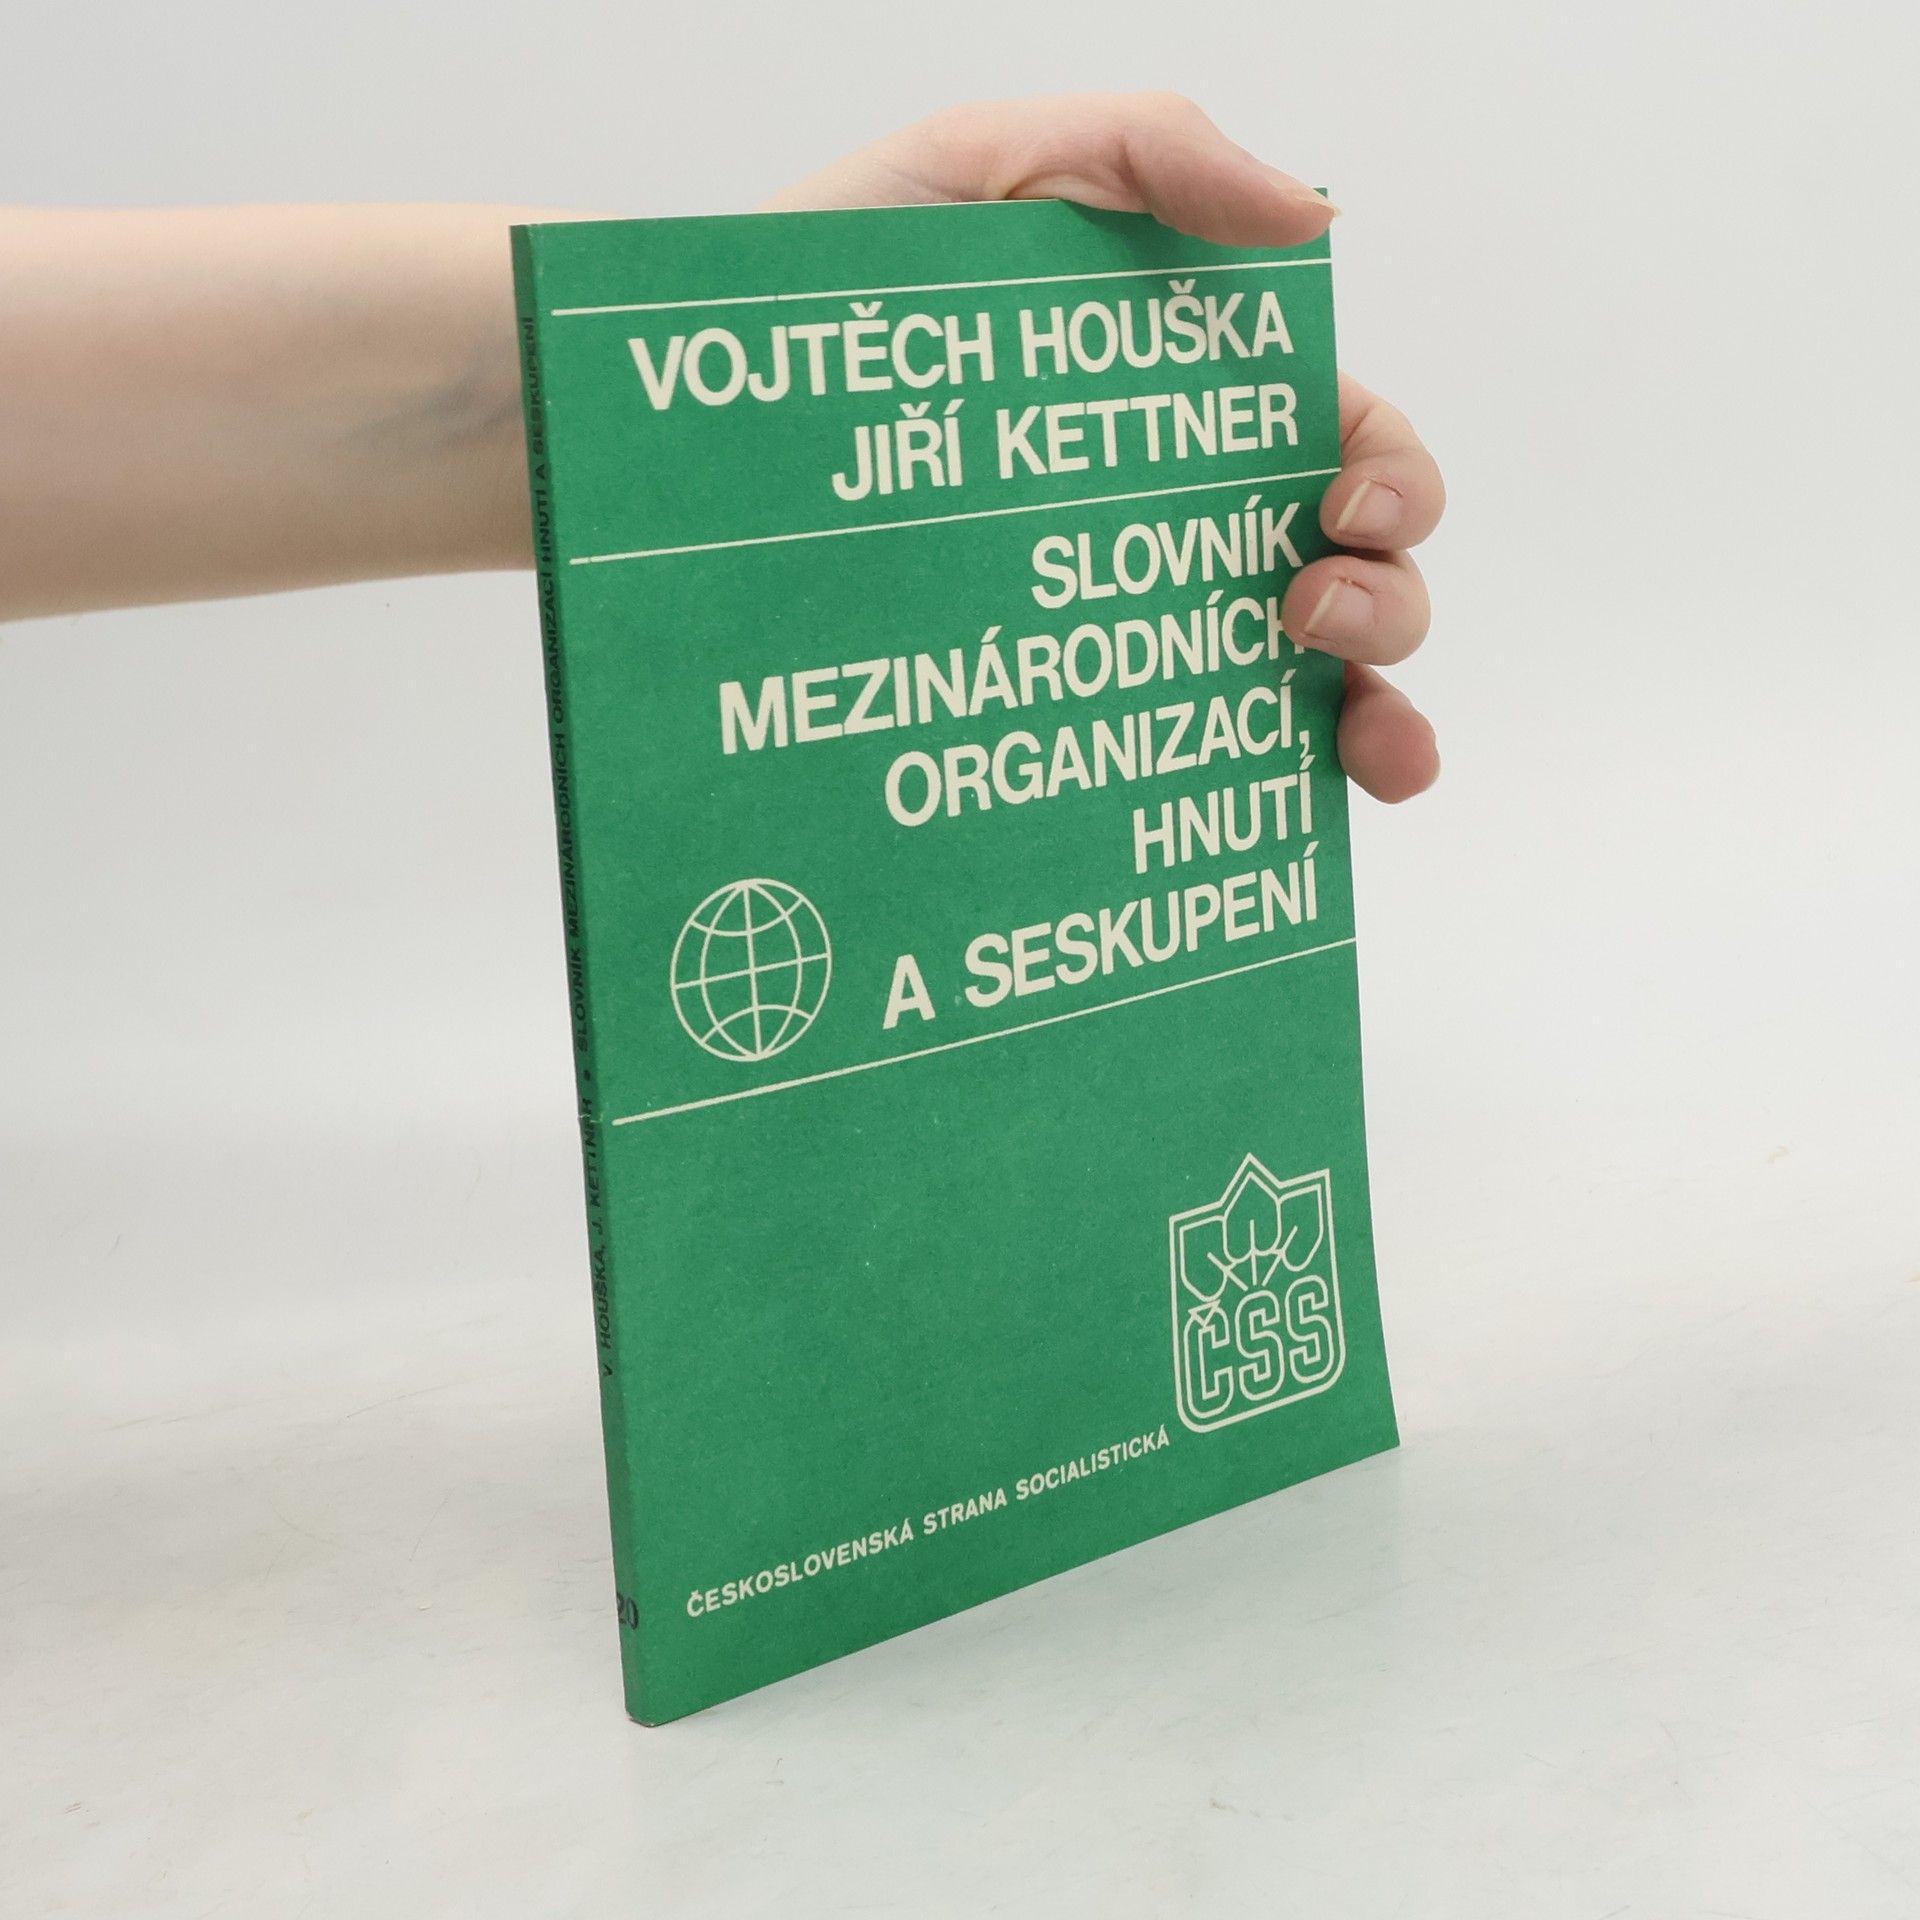 VOJTĚCH HOUŠKA
JIŘÍ KETTNER
SLOVNÍK
MEZINÁRODNÍCH
ORGANIZACÍ,
HNUTÍ
A SESKUPENÍ
ČSS
ČESKOSLOVENSKÁ STRANA SOCIALISTICKÁ
V. HOUŠKA, J. KETTNER • SLOVNÍK MEZINÁRODNÍCH ORGANIZACÍ HNUTÍ A SESKUPENÍ
20